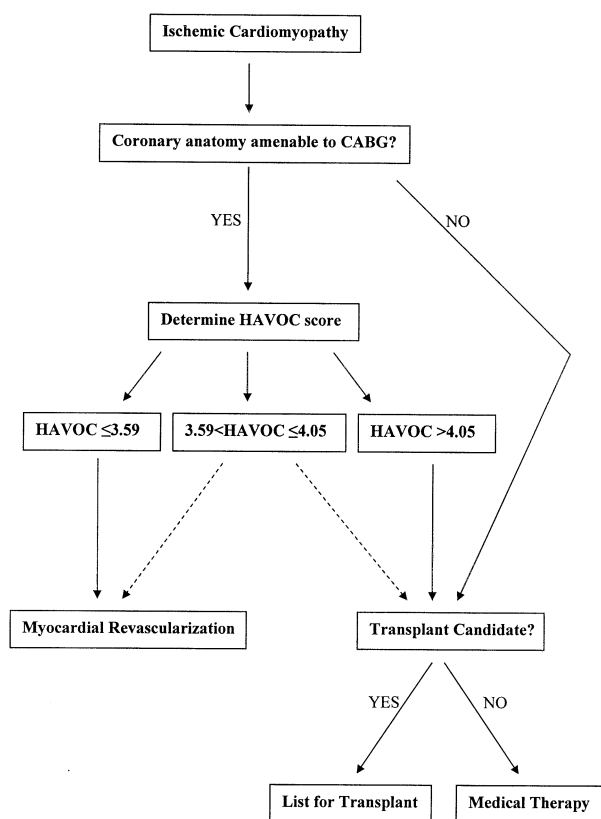 Ischemic Cardiomyopathy
Coronary anatomy amenable to CABG?
YES
NO
Determine HAVOC score
HAVOC ≤3.59
3.59<HAVOC ≤4.05
HAVOC >4.05
Myocardial Revascularization
Transplant Candidate?
YES
NO
List for Transplant
Medical Therapy